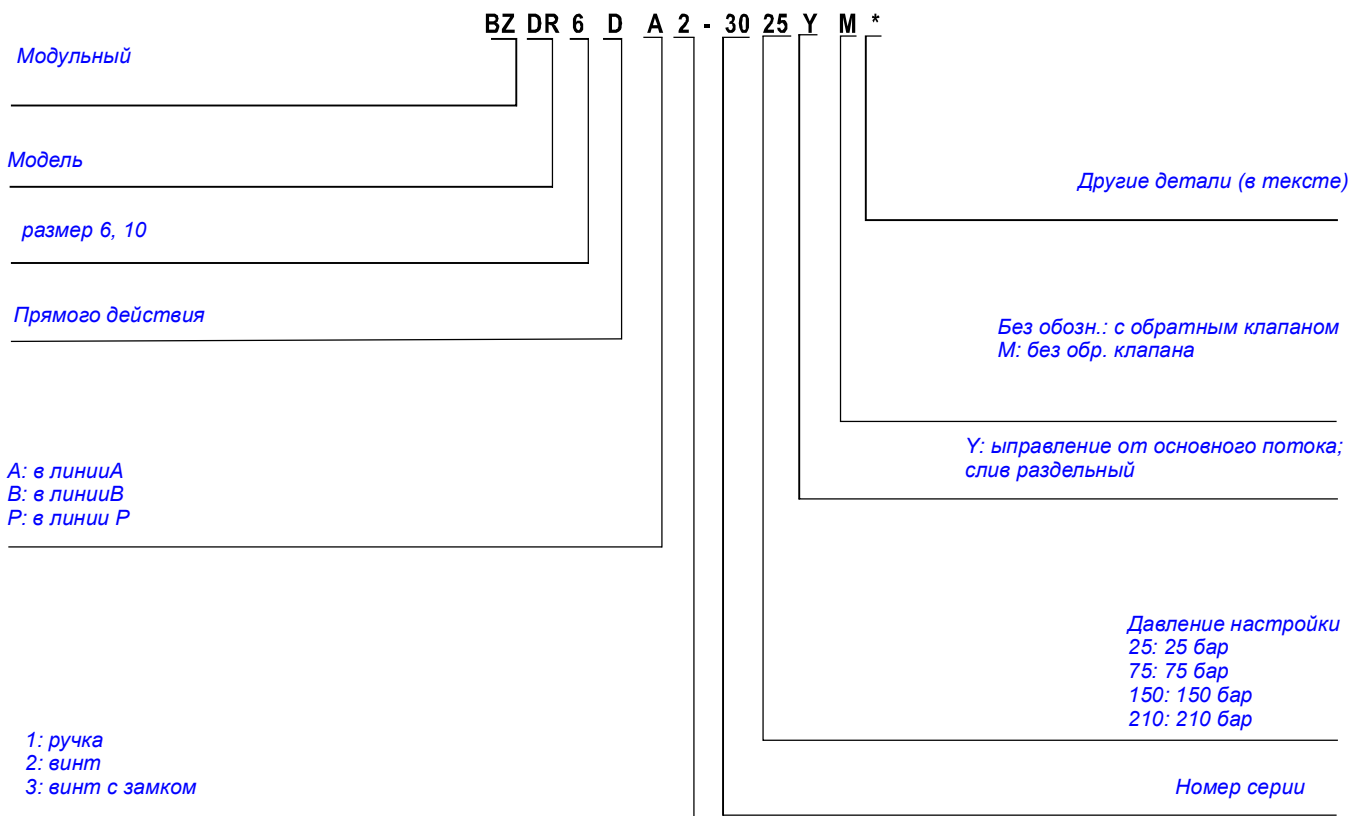 BZ DR 6 D A 2 - 30 25 Y M *
Модульный
Модель
Другие детали (в тексте)
размер 6, 10
Прямого действия
Без обозн.: с обратным клапаном
М: без обр. клапана
Y: ыправление от основного потока;
слив раздельный
А: в линииА
В: в линииВ
Р: в линии Р
Давление настройки
25: 25 бар
75: 75 бар
150: 150 бар
210: 210 бар
1: ручка
2: винт
3: винт с замком
Номер серии